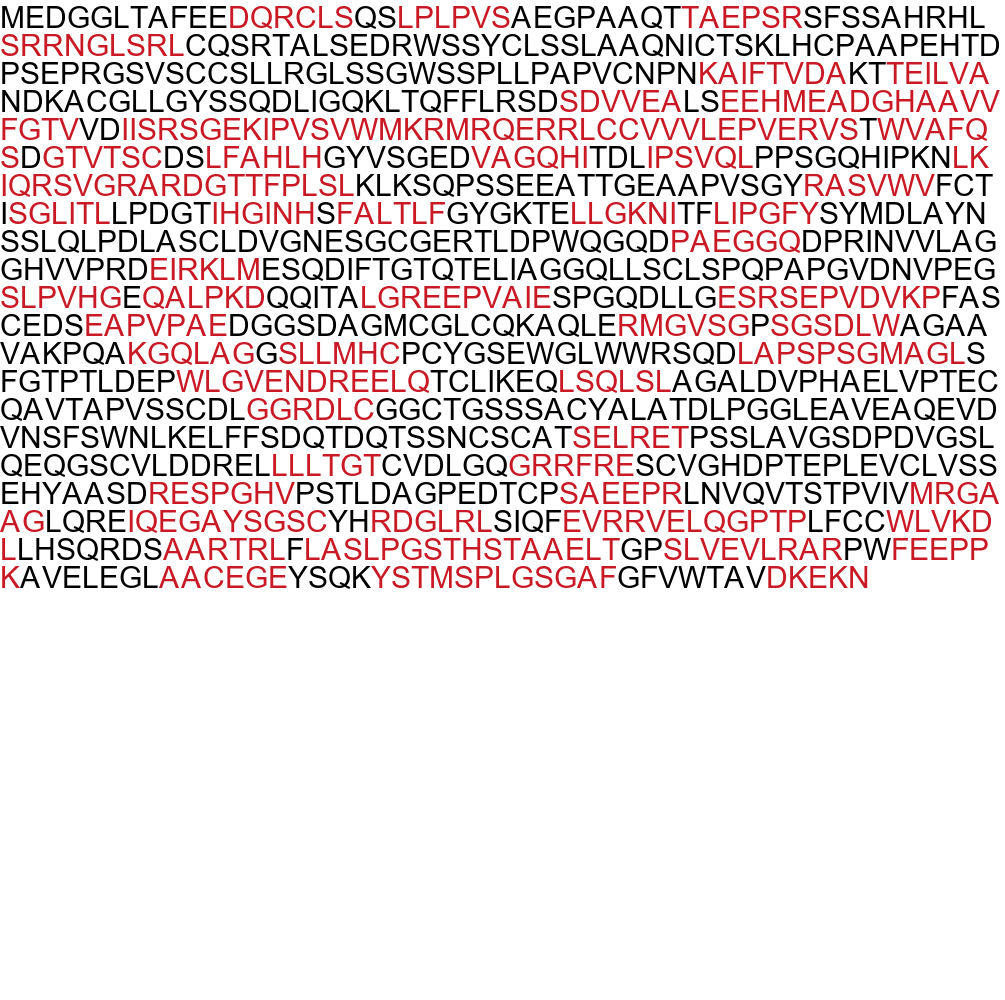 MEDGGLTAFEEDQRCLSQSLPLPVSAEGPAAQTTAEPSRSFSSAHRHL
SRRNGLSRLCQSRTALSEDRWSSYCLSSLAAQNICTSKLHCPAAPEHTD
PSEPRGSVSCCSLLRGLSSGWSSPLLPAPVCNPNKAIFTVDAKTTEILVA
NDKACGLLGYSSQDLIGQKLTQFFLRSDSDVVEALSEEHMEADGHAAVV
FGTVVDIISRSGEKIPVSVWMKRMRQERRLCCVVVLEPVERVSTWVAFQ
SDGTVTSCDSLFAHLHGYVSGEDVAGQHITDLIPSVQLPPSGQHIPKNLK
IQRSVGRARDGTTFPLSLKLKSQPSSEEATTGEAAPVSGYRASVWVFCT
ISGLITLLPDGTIHGINHSFALTLFGYGKTELLGKNITFLIPGFYSYMDLAYN
SSLQLPDLASCLDVGNESGCGERTLDPWQGQDPAEGGQDPRINVVLAG
GHVVPRDEIRKLMESQDIFTGTQTELIAGGQLLSCLSPQPAPGVDNVPEG
SLPVHGEQALPKDQQITALGREEPVAIESPGQDLLGESRSEPVDVKPFAS
CEDSEAPVPAEDGGSDAGMCGLCQKAQLERMGVSGPSGSDLWAGAA
VAKPQAKGQLAGGSLLMHCPCYGSEWGLWWRSQDLAPSPSGMAGLS
FGTPTLDEPWLGVENDREELQTCLIKEQLSQLSLAGALDVPHAELVPTEC
QAVTAPVSSCDLGGRDLCGGCTGSSSACYALATDLPGGLEAVEAQEVD
VNSFSWNLKELFFSDQTDQTSSNCSCATSELRETPSSLAVGSDPDVGSL
QEQGSCVLDDRELLLLTGTCVDLGQGRRFRESCVGHDPTEPLEVCLVSS
EHYAASDRESPGHVPSTLDAGPEDTCPSAEEPRLNVQVTSTPVIVMRGA
AGLQREIQEGAYSGSCYHRDGLRLSIQFEVRRVELQGPTPLFCCWLVKD
LLHSQRDSAARTRLFLASLPGSTHSTAAELTGPSLVEVLRARPWFEEPP
KAVELEGLAACEGEYSQKYSTMSPLGSGAFGFVWTAVDKEKN